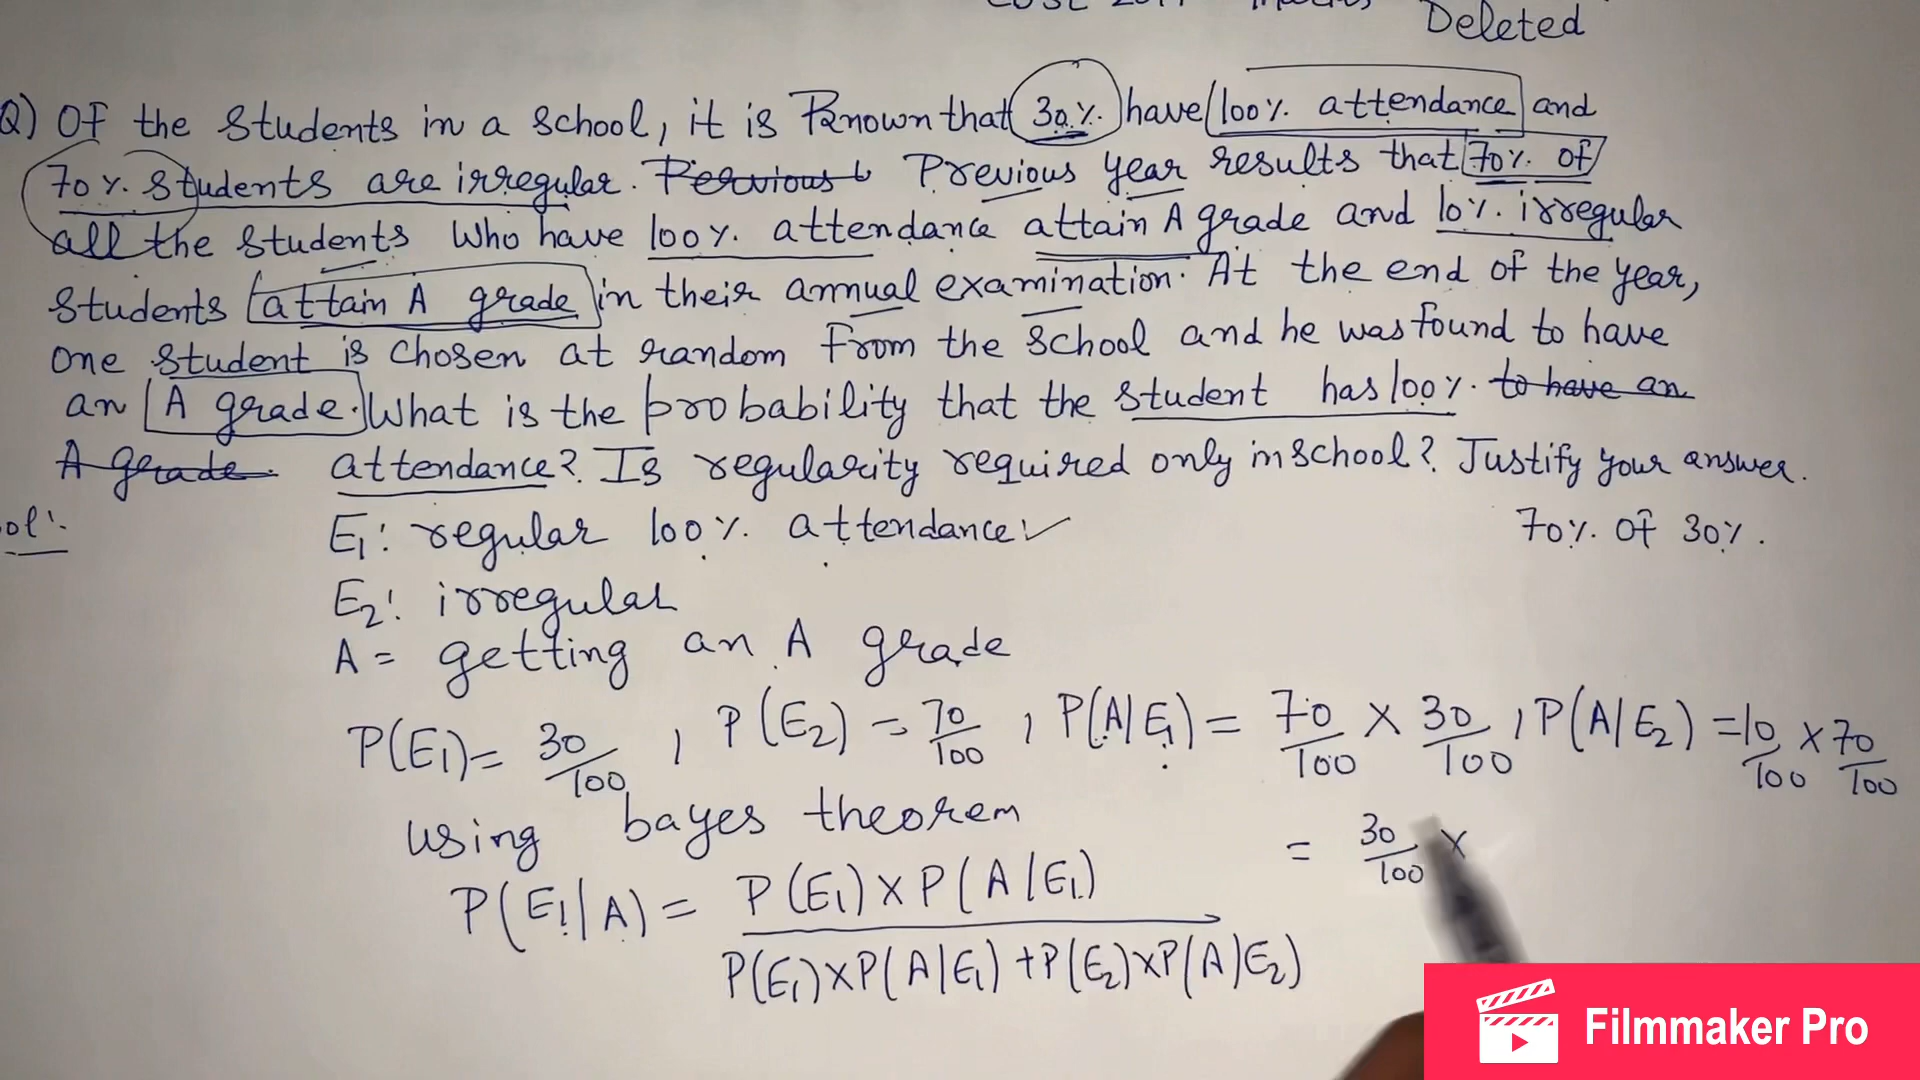 Deleted
Q) Of the students in a school, it is known that 30%. have 100%. attendance and
70%. students are irregular. Previous year results that 70%. of
all the students who have 100%. attendance attain A grade and 10%. irregular
students attain A grade in their annual examination. At the end of the year,
one student is chosen at random from the school and he was found to have
an A grade. What is the probability that the student has 100%. to have an
A grade. attendance? Is regularity required only in school? Justify your answer.
E1: regular 100%. attendance ✓
70%. of 30%.
E2: irregular
A = getting an A grade
P(E1) = 30/100, P(E2) = 70/100, P(A|E1) = 70/100 × 30/100, P(A|E2) = 10/100 × 70/100
using bayes theorem
= 30/100 ×
P(E1|A) = P(E1) × P(A|E1)
P(E1) × P(A|E1) + P(E2) × P(A|E2)
Filmmaker Pro